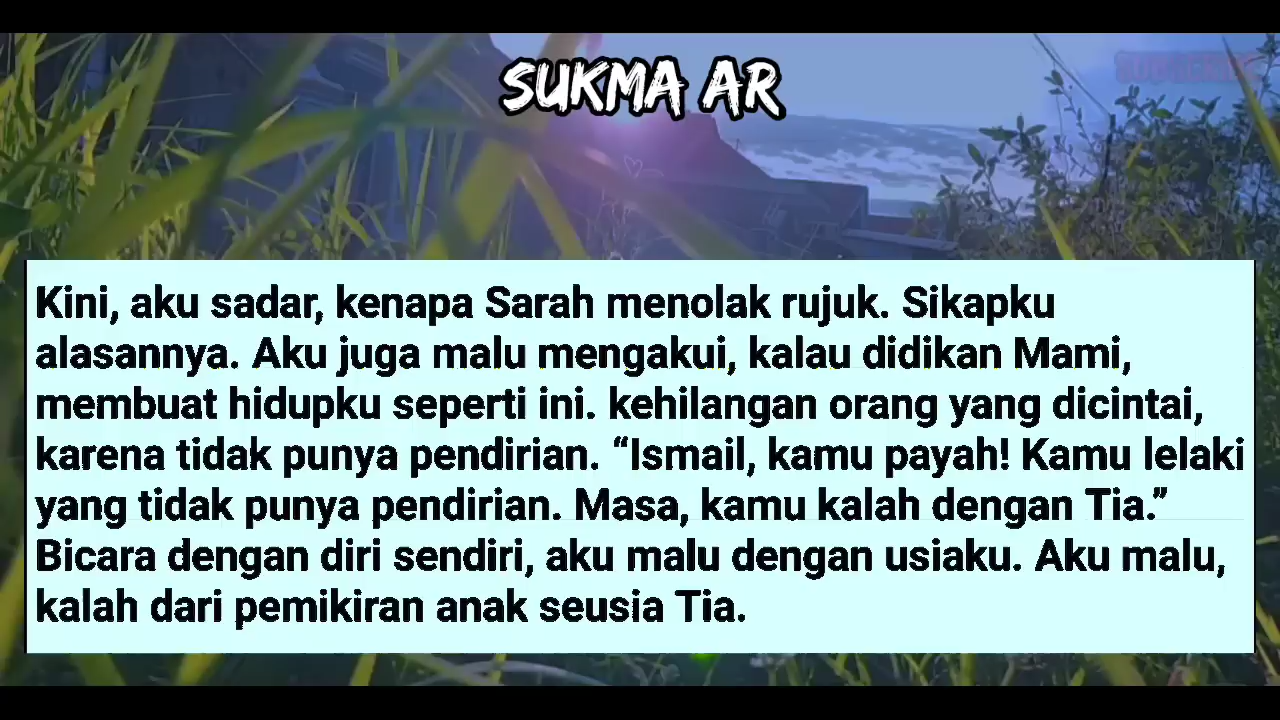 SUKMA AR
SUBSCRIBE
Kini, aku sadar, kenapa Sarah menolak rujuk. Sikapku
alasannya. Aku juga malu mengakui, kalau didikan Mami,
membuat hidupku seperti ini. kehilangan orang yang dicintai,
karena tidak punya pendirian. “Ismail, kamu payah! Kamu lelaki
yang tidak punya pendirian. Masa, kamu kalah dengan Tia.”
Bicara dengan diri sendiri, aku malu dengan usiaku. Aku malu,
kalah dari pemikiran anak seusia Tia.